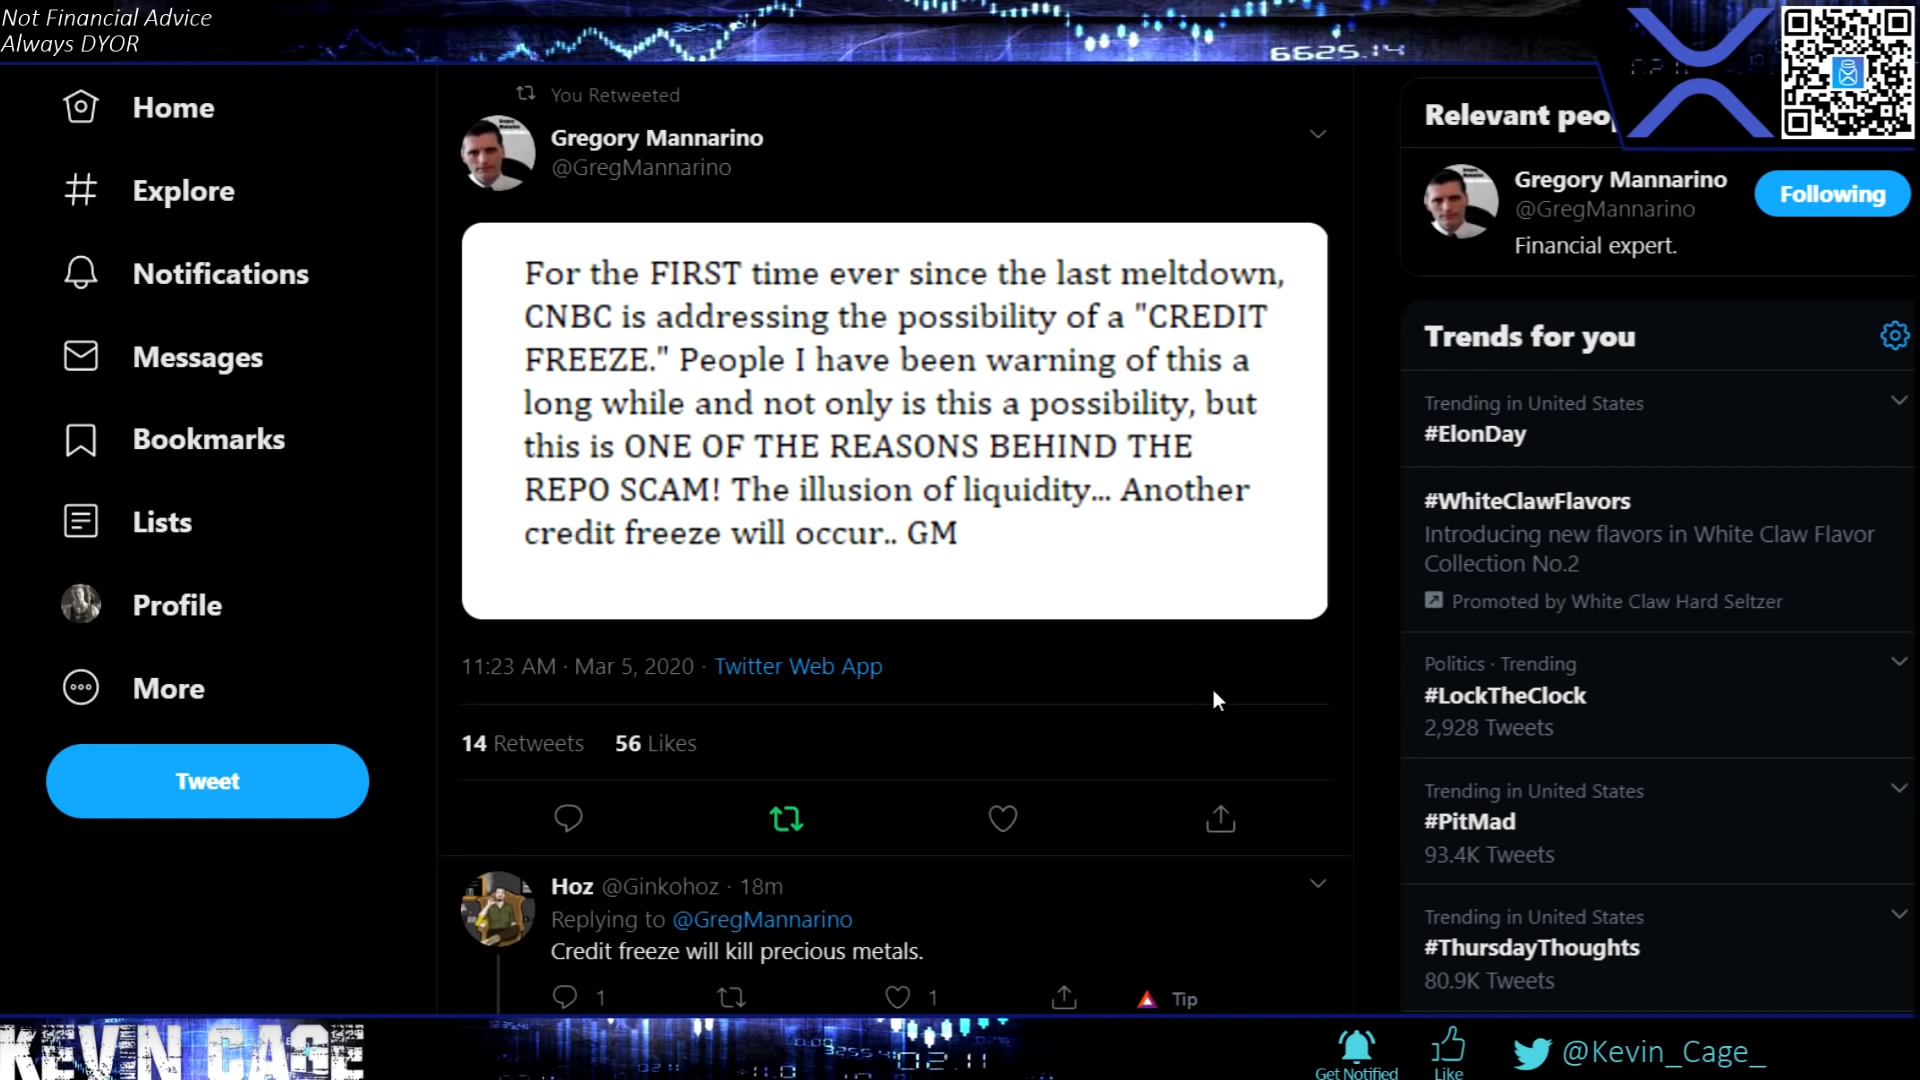 Not Financial Advice
Always DYOR
6625.14
Home
Explore
Notifications
Messages
Bookmarks
Lists
Profile
More
Tweet
You Retweeted
Gregory Mannarino
@GregMannarino
For the FIRST time ever since the last meltdown,
CNBC is addressing the possibility of a "CREDIT
FREEZE." People I have been warning of this a
long while and not only is this a possibility, but
this is ONE OF THE REASONS BEHIND THE
REPO SCAM! The illusion of liquidity... Another
credit freeze will occur.. GM
11:23 AM · Mar 5, 2020 · Twitter Web App
14 Retweets 56 Likes
Hoz @Ginkohoz · 18m
Replying to @GregMannarino
Credit freeze will kill precious metals.
1 1 Tip
Relevant peo
Gregory Mannarino
@GregMannarino
Following
Financial expert.
Trends for you
Trending in United States
#ElonDay
#WhiteClawFlavors
Introducing new flavors in White Claw Flavor
Collection No.2
Promoted by White Claw Hard Seltzer
Politics · Trending
#LockTheClock
2,928 Tweets
Trending in United States
#PitMad
93.4K Tweets
Trending in United States
#ThursdayThoughts
80.9K Tweets
KEVIN CAGE
02.11
Get Notified
Like
@Kevin_Cage_